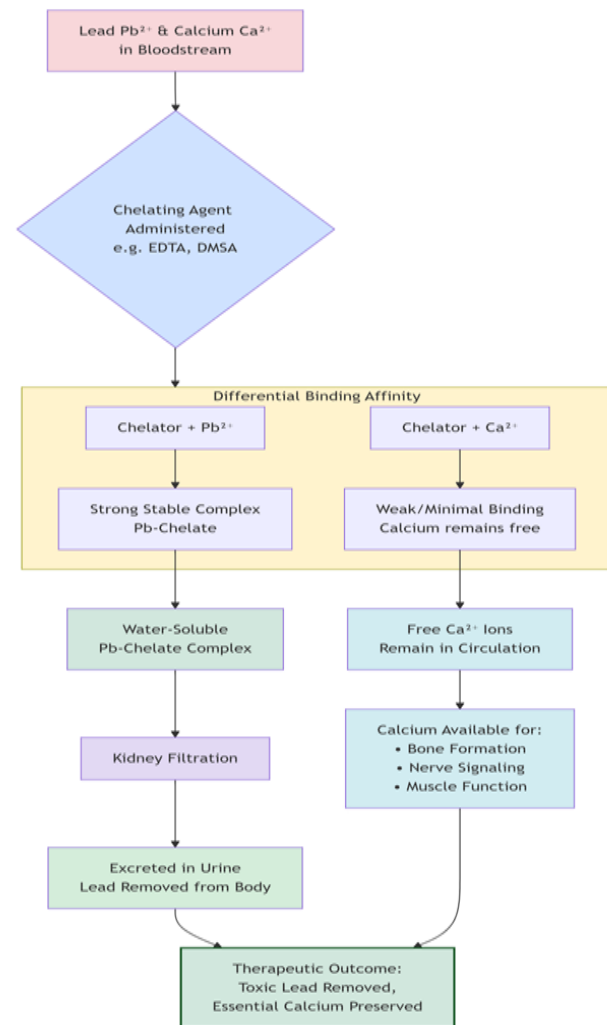 Lead Pb²⁺ & Calcium Ca²⁺
in Bloodstream
Chelating Agent
Administered
e.g. EDTA, DMSA
Differential Binding Affinity
Chelator + Pb²⁺
Chelator + Ca²⁺
Strong Stable Complex
Pb-Chelate
Weak/Minimal Binding
Calcium remains free
Water-Soluble
Pb-Chelate Complex
Free Ca²⁺ Ions
Remain in Circulation
Kidney Filtration
Calcium Available for:
• Bone Formation
• Nerve Signaling
• Muscle Function
Excreted in Urine
Lead Removed from Body
Therapeutic Outcome:
Toxic Lead Removed,
Essential Calcium Preserved